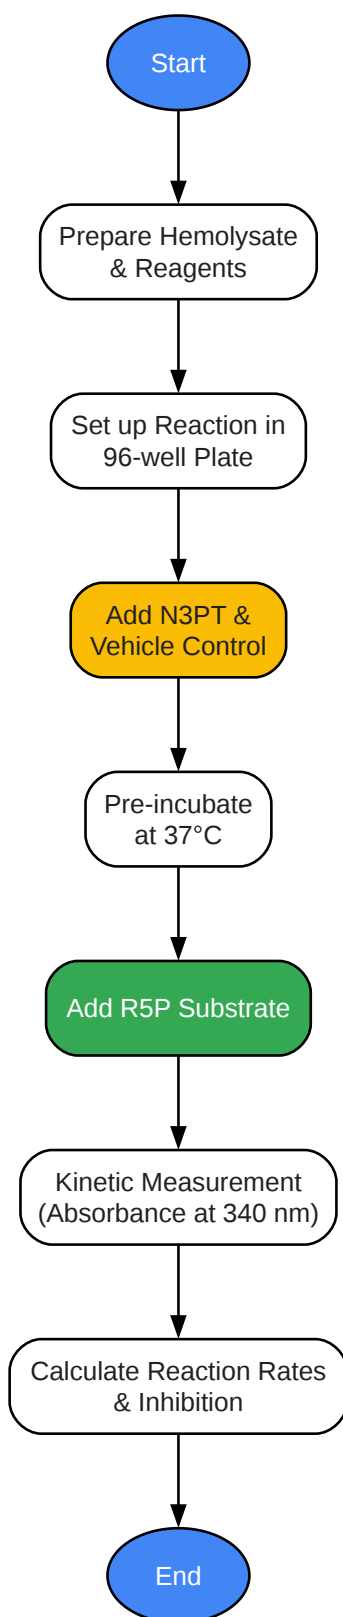 Start
Prepare Hemolysate
& Reagents
Set up Reaction in
96-well Plate
Add N3PT &
Vehicle Control
Pre-incubate
at 37°C
Add R5P Substrate
Kinetic Measurement
(Absorbance at 340 nm)
Calculate Reaction Rates
& Inhibition
End